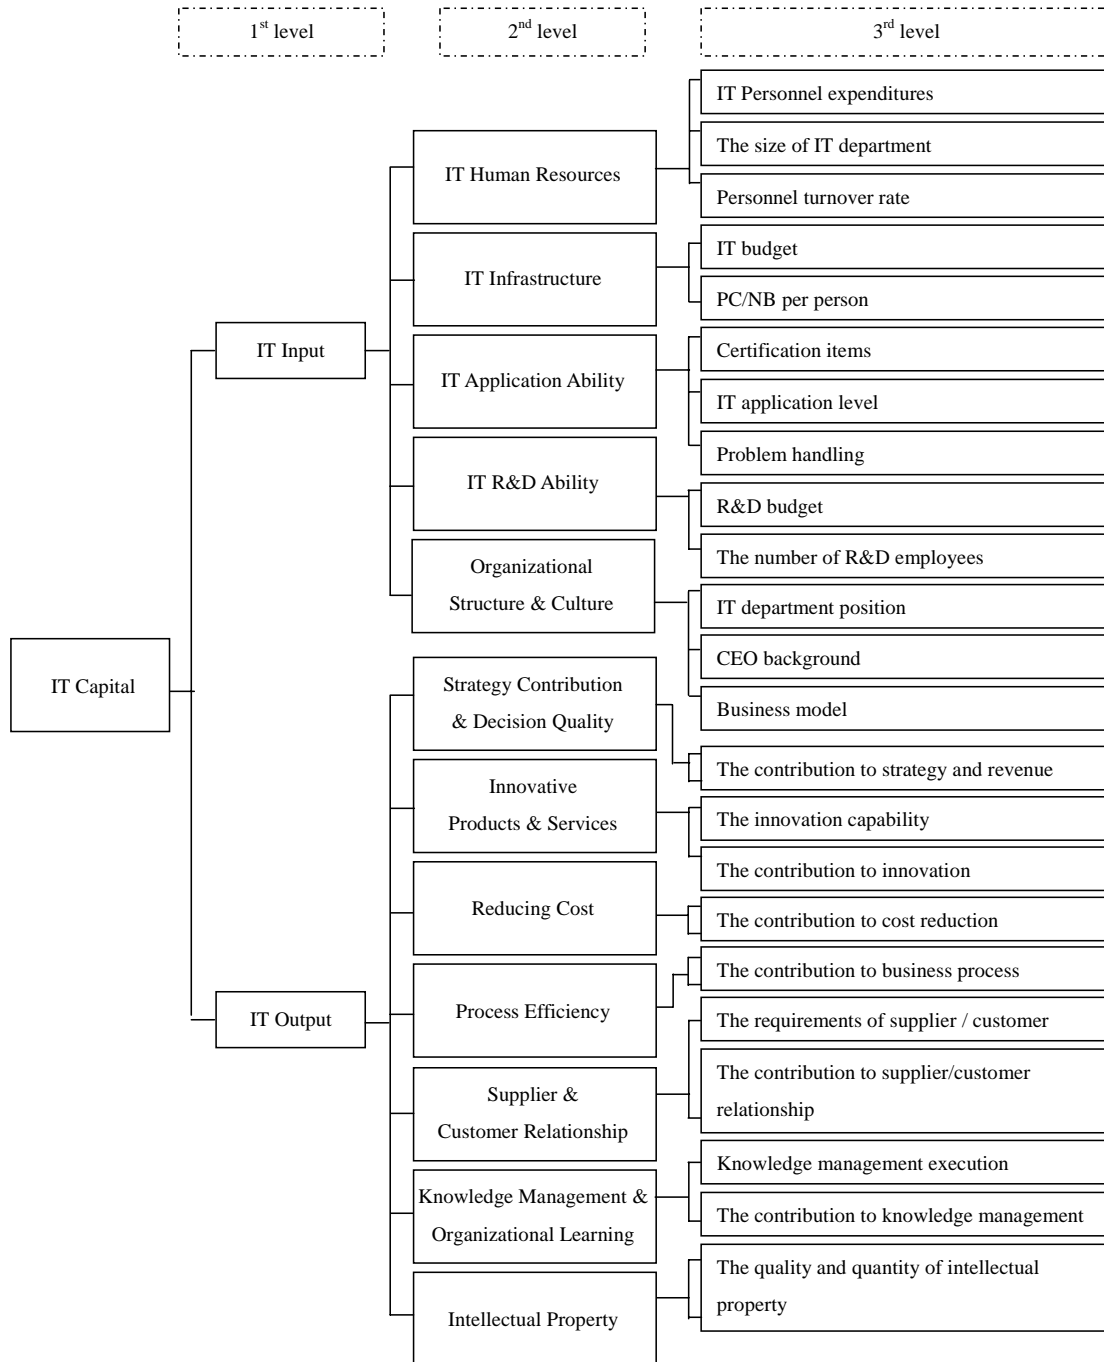 1st level
2nd level
3rd level
IT Capital
IT Input
IT Output
IT Human Resources
IT Infrastructure
IT Application Ability
IT R&D Ability
Organizational
Structure & Culture
Strategy Contribution
& Decision Quality
Innovative
Products & Services
Reducing Cost
Process Efficiency
Supplier &
Customer Relationship
Knowledge Management &
Organizational Learning
Intellectual Property
IT Personnel expenditures
The size of IT department
Personnel turnover rate
IT budget
PC/NB per person
Certification items
IT application level
Problem handling
R&D budget
The number of R&D employees
IT department position
CEO background
Business model
The contribution to strategy and revenue
The innovation capability
The contribution to innovation
The contribution to cost reduction
The contribution to business process
The requirements of supplier / customer
The contribution to supplier/customer
relationship
Knowledge management execution
The contribution to knowledge management
The quality and quantity of intellectual
property